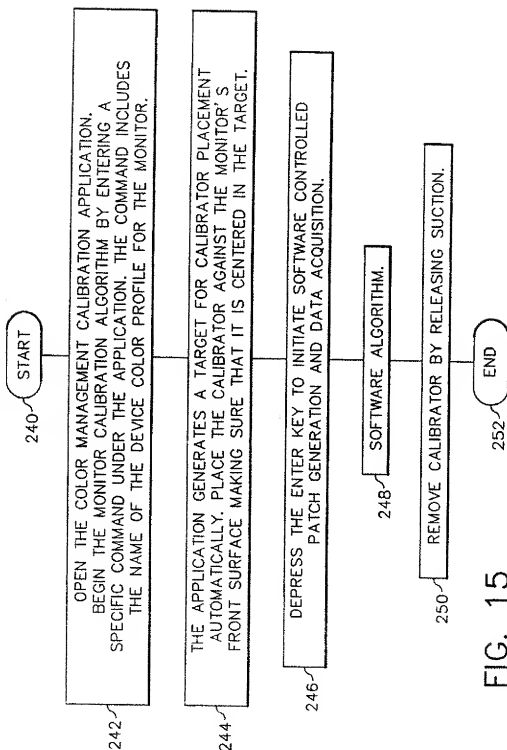 START
240
OPEN THE COLOR MANAGEMENT CALIBRATION APPLICATION.
BEGIN THE MONITOR CALIBRATION ALGORITHM BY ENTERING A
SPECIFIC COMMAND UNDER THE APPLICATION. THE COMMAND INCLUDES
THE NAME OF THE DEVICE COLOR PROFILE FOR THE MONITOR.
242
THE APPLICATION GENERATES A TARGET FOR CALIBRATOR PLACEMENT
AUTOMATICALLY. PLACE THE CALIBRATOR AGAINST THE MONITOR'S
FRONT SURFACE MAKING SURE THAT IT IS CENTERED IN THE TARGET.
244
DEPRESS THE ENTER KEY TO INITIATE SOFTWARE CONTROLLED
PATCH GENERATION AND DATA ACQUISITION.
246
SOFTWARE ALGORITHM.
248
REMOVE CALIBRATOR BY RELEASING SUCTION.
250
END
252
FIG. 15